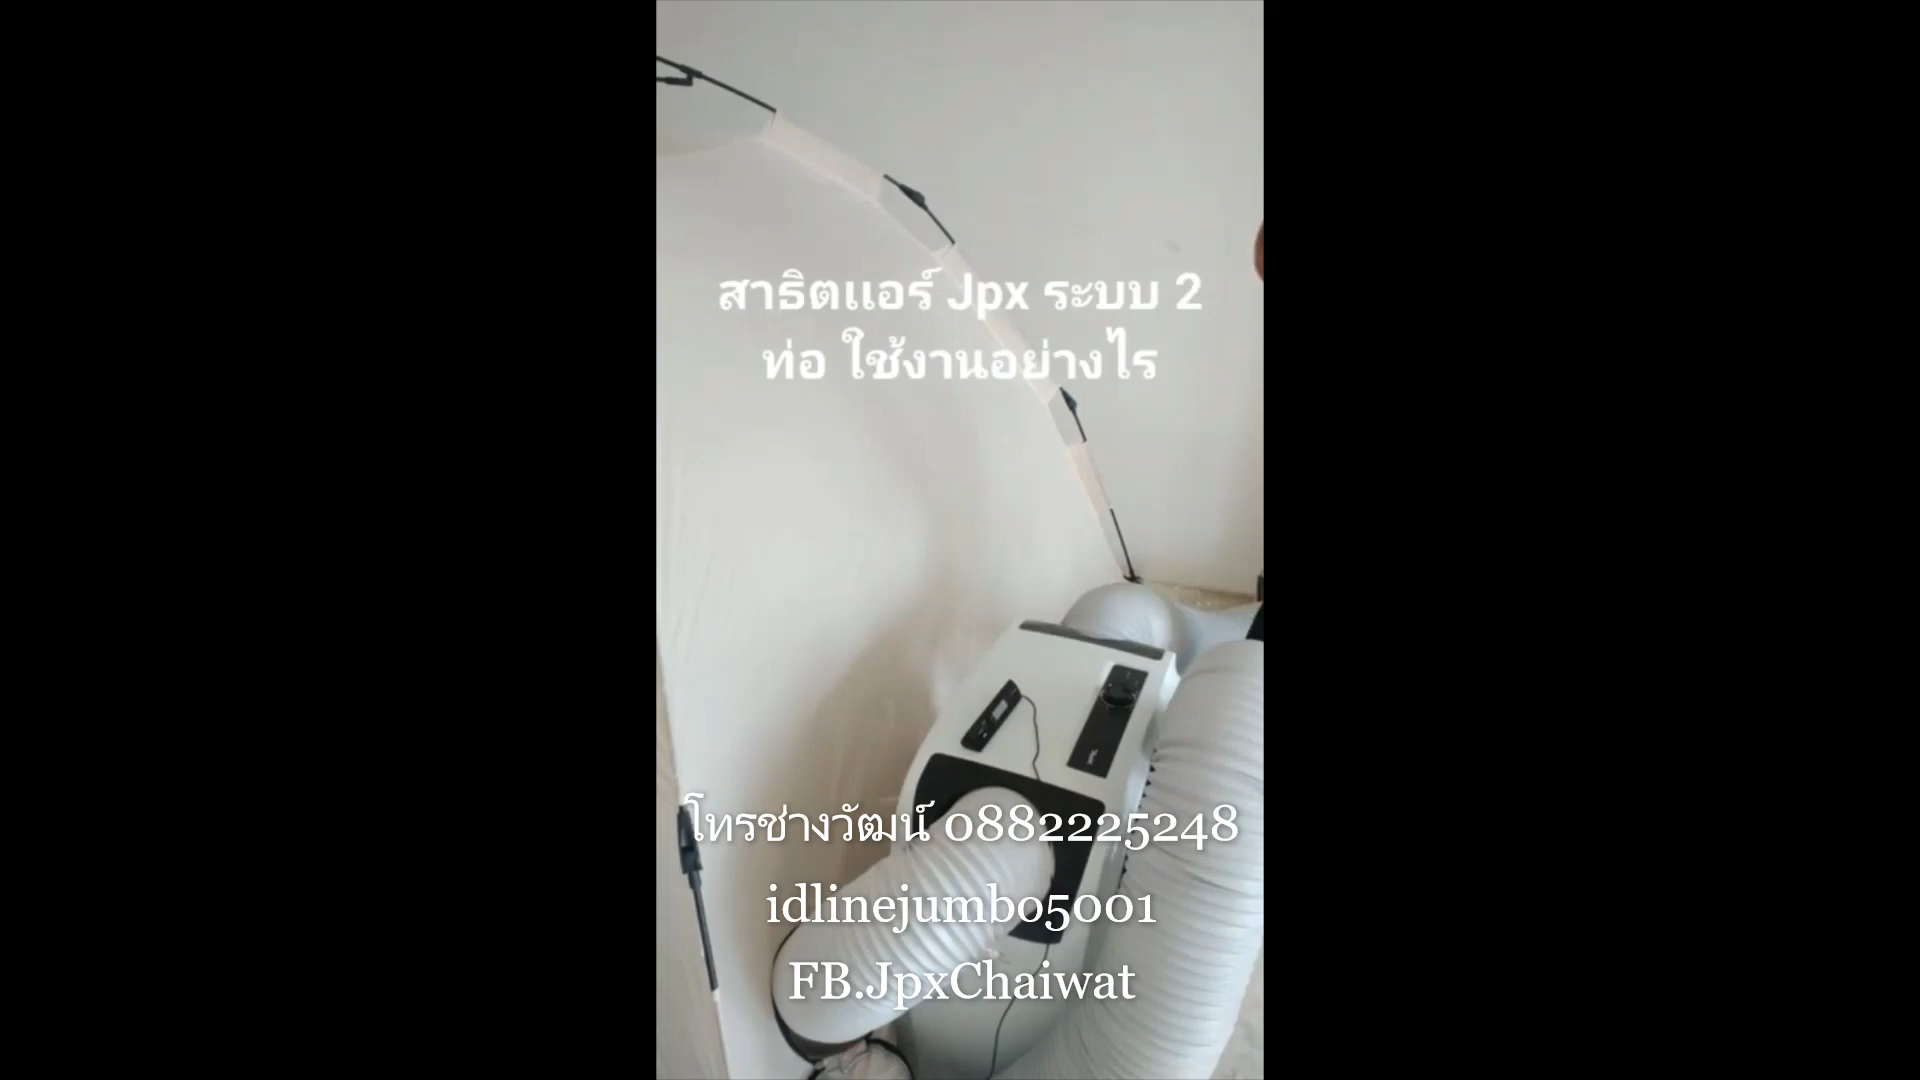 สาธิตแอร์ Jpx ระบบ 2
ท่อ ใช้งานอย่างไร
โทรช่างวัฒน์ 0882225248
idlinejumbo5001
FB.JpxChaiwat